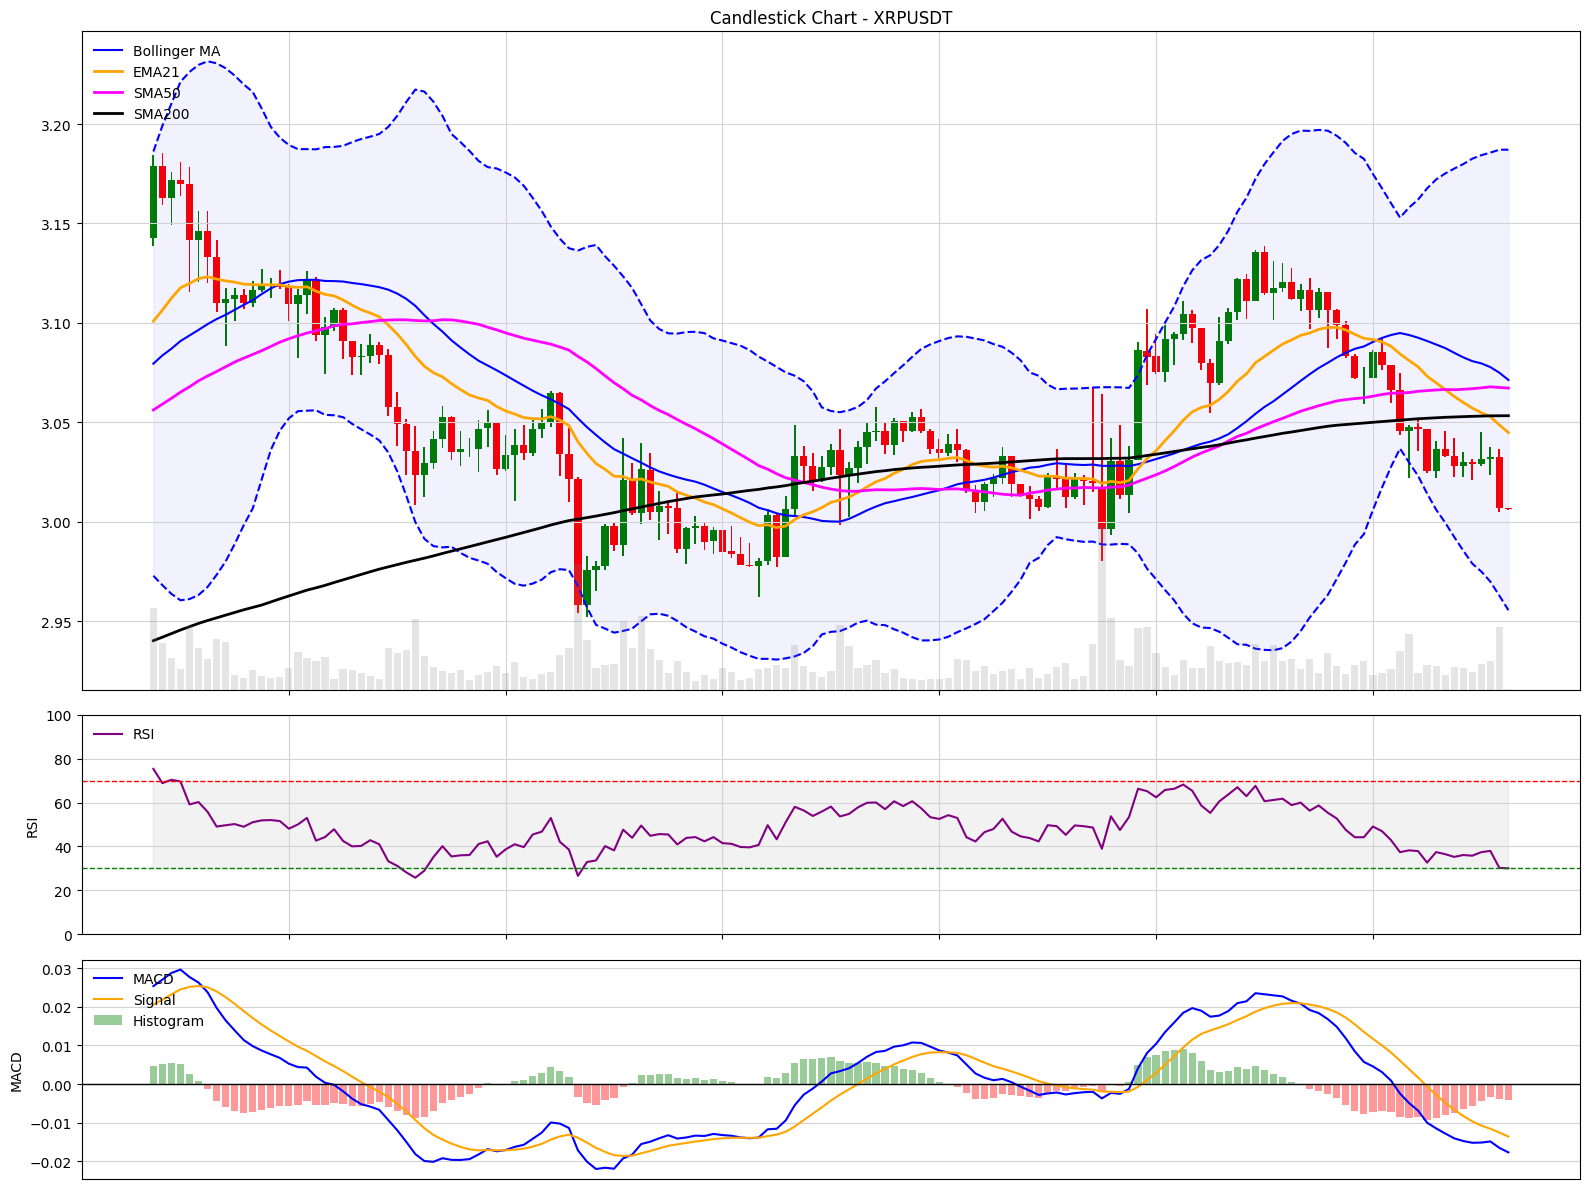 Candlestick Chart - XRPUSDT
Bollinger MA
EMA21
SMA50
SMA200
3.20
3.15
3.10
3.05
3.00
2.95
RSI
100
80
60
40
20
0
RSI
MACD
Signal
Histogram
0.03
0.02
0.01
0.00
−0.01
−0.02
MACD